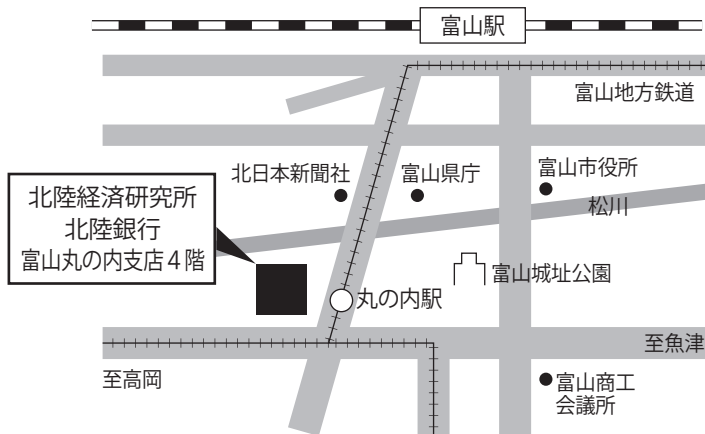 富山駅
富山地方鉄道
北日本新聞社
富山県庁
富山市役所
松川
北陸経済研究所
北陸銀行
富山丸の内支店4階
富山城址公園
丸の内駅
至魚津
至高岡
富山商工
会議所